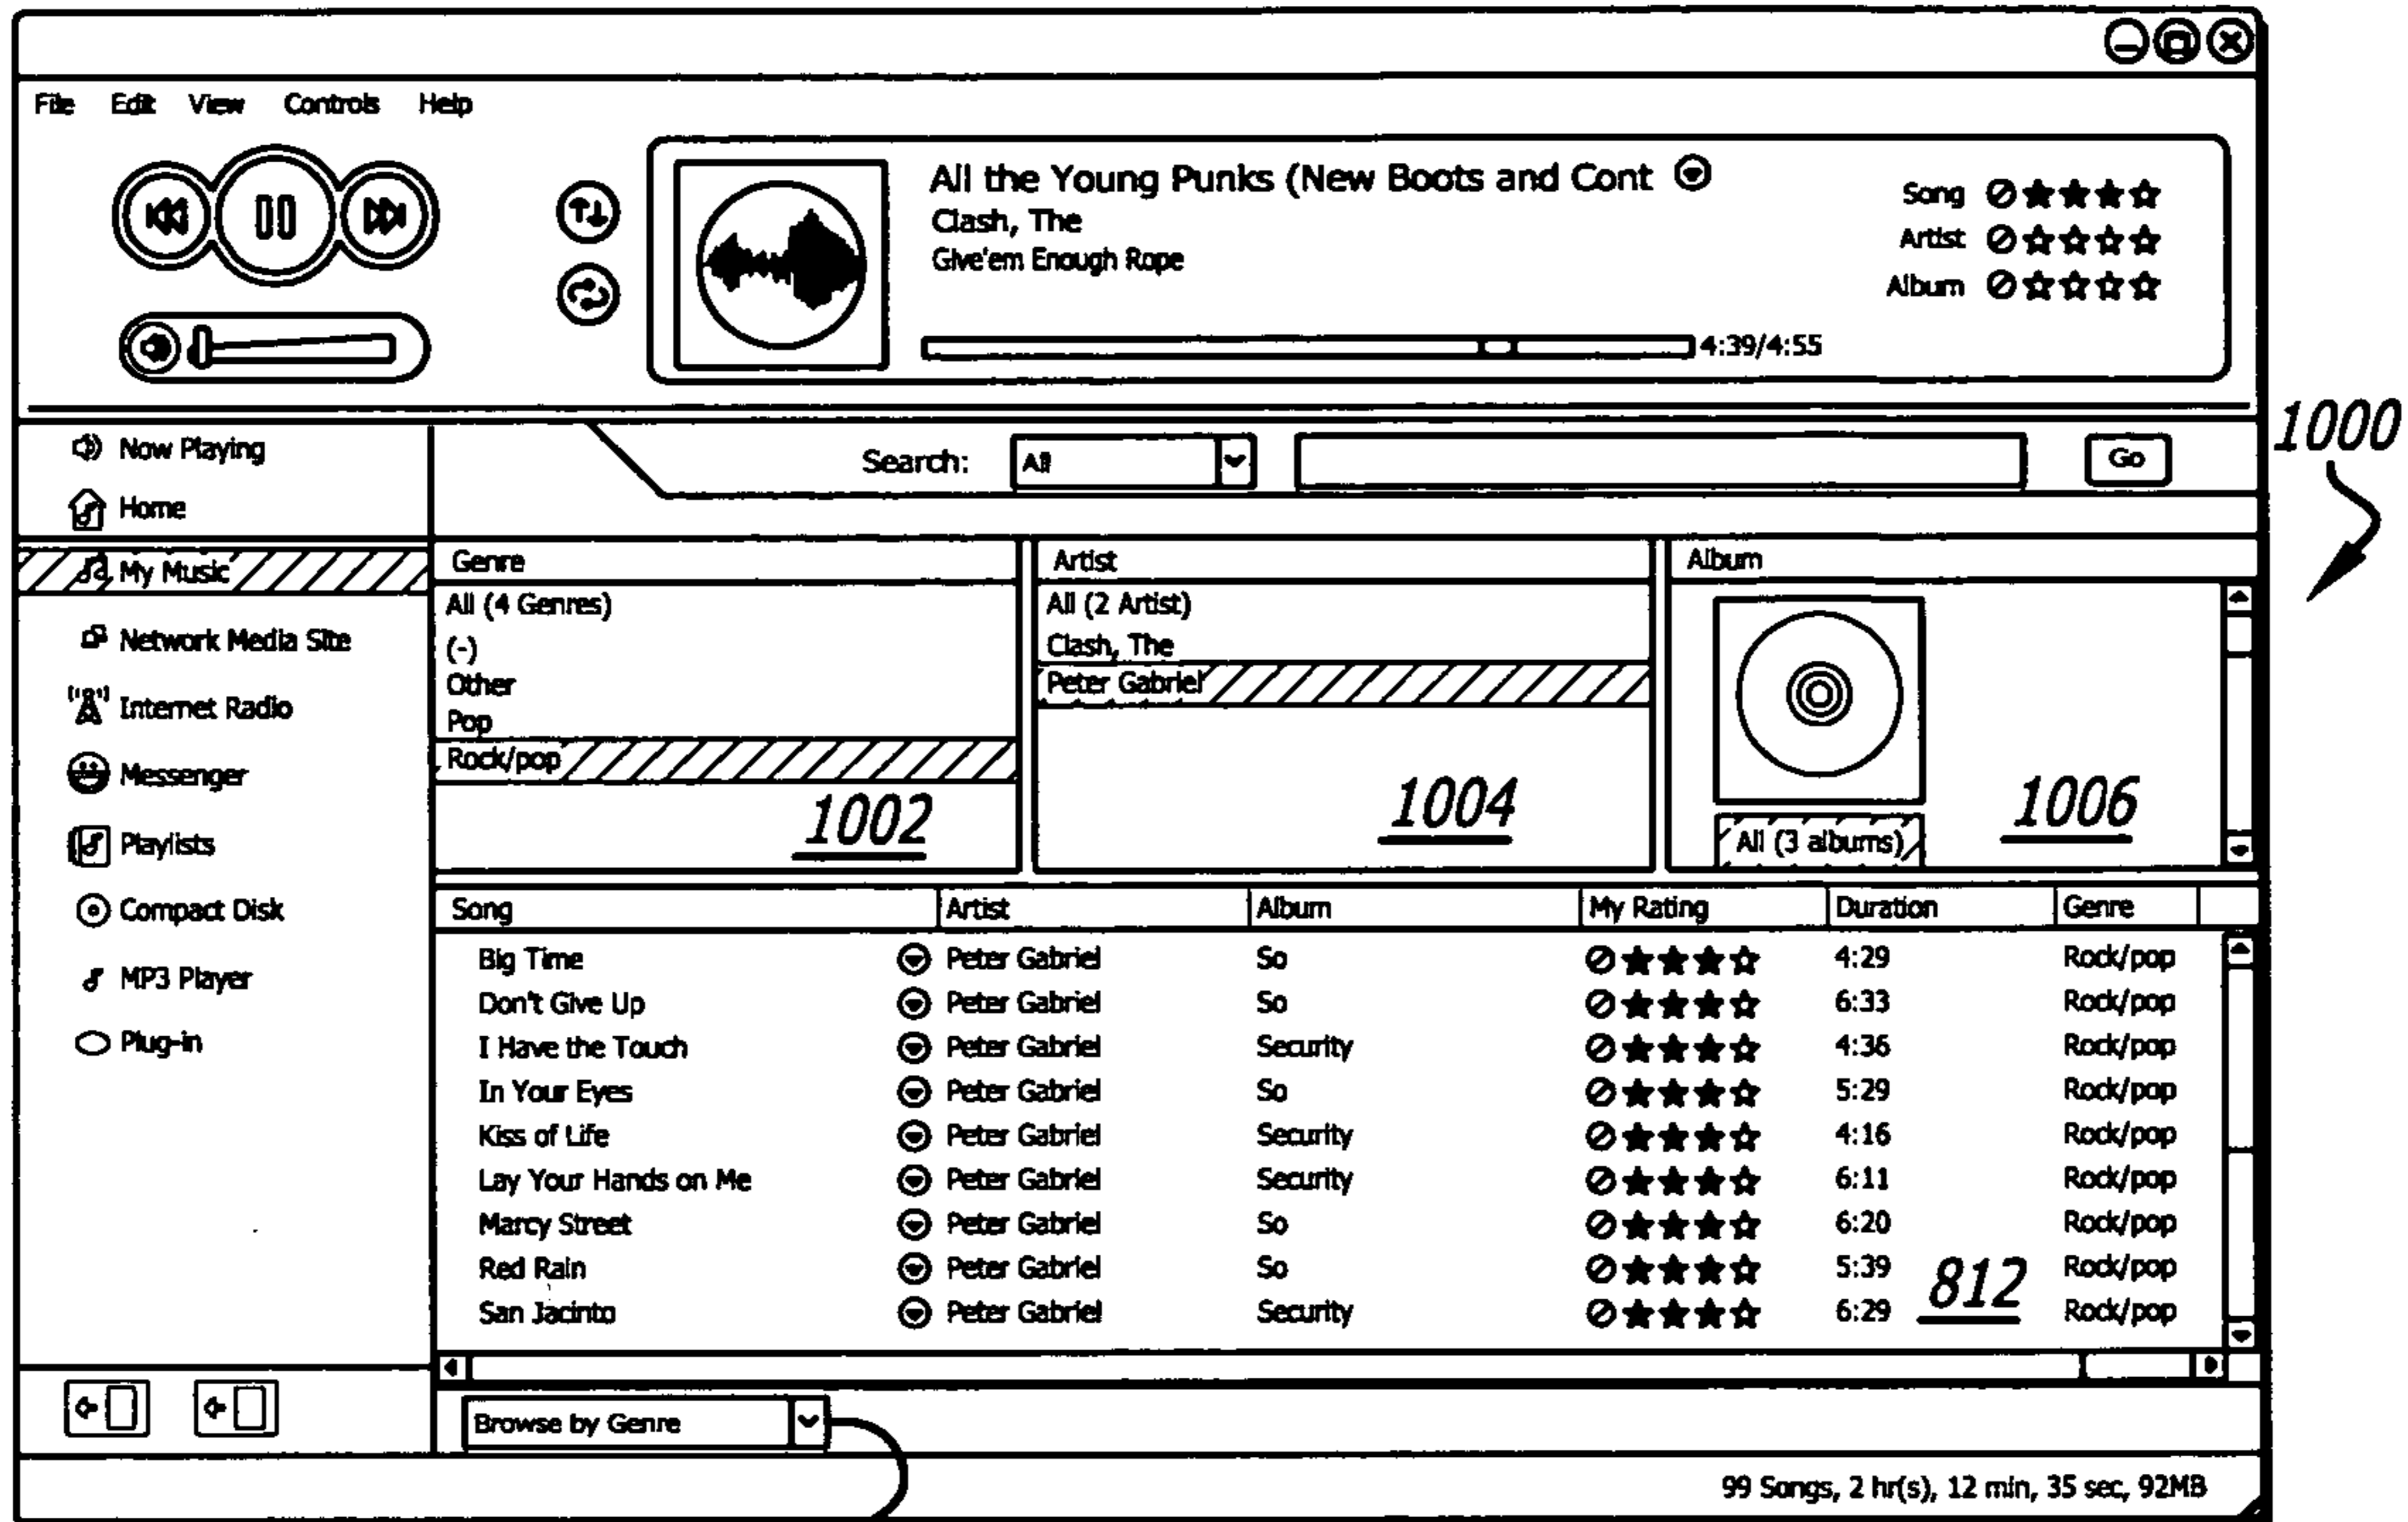 File Edit View Controls Help
All the Young Punks (New Boots and Cont
Clash, The
Give'em Enough Rope
Song
Artist
Album
4:39/4:55
1000
Now Playing
Home
My Music
Network Media Site
Internet Radio
Messenger
Playlists
Compact Disk
MP3 Player
Plug-in
Search: All Go
Genre
All (4 Genres)
(-)
Other
Pop
Rock/pop
1002
Artist
All (2 Artist)
Clash, The
Peter Gabriel
1004
Album
All (3 albums)
1006
Song Artist Album My Rating Duration Genre
Big Time Peter Gabriel So 4:29 Rock/pop
Don't Give Up Peter Gabriel So 6:33 Rock/pop
I Have the Touch Peter Gabriel Security 4:36 Rock/pop
In Your Eyes Peter Gabriel So 5:29 Rock/pop
Kiss of Life Peter Gabriel Security 4:16 Rock/pop
Lay Your Hands on Me Peter Gabriel Security 6:11 Rock/pop
Marcy Street Peter Gabriel So 6:20 Rock/pop
Red Rain Peter Gabriel So 5:39 Rock/pop
San Jacinto Peter Gabriel Security 6:29 Rock/pop
812
Browse by Genre
99 Songs, 2 hr(s), 12 min, 35 sec, 92MB